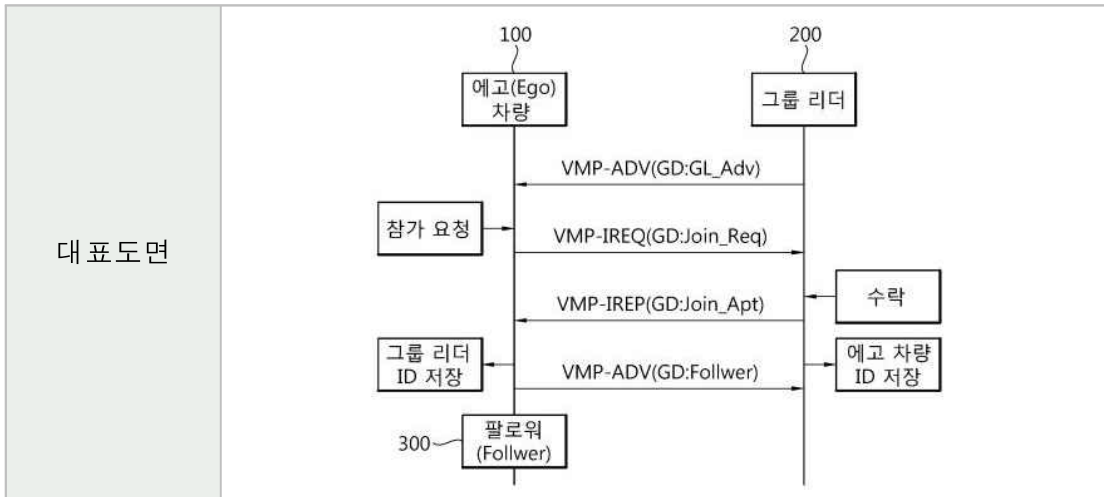 대표도면
100
200
에고(Ego)
차량
그룹 리더
VMP-ADV(GD:GL_Adv)
참가 요청
VMP-IREQ(GD:Join_Req)
수락
VMP-IREP(GD:Join_Apt)
그룹 리더
ID 저장
에고 차량
ID 저장
VMP-ADV(GD:Follwer)
300
팔로워
(Follwer)